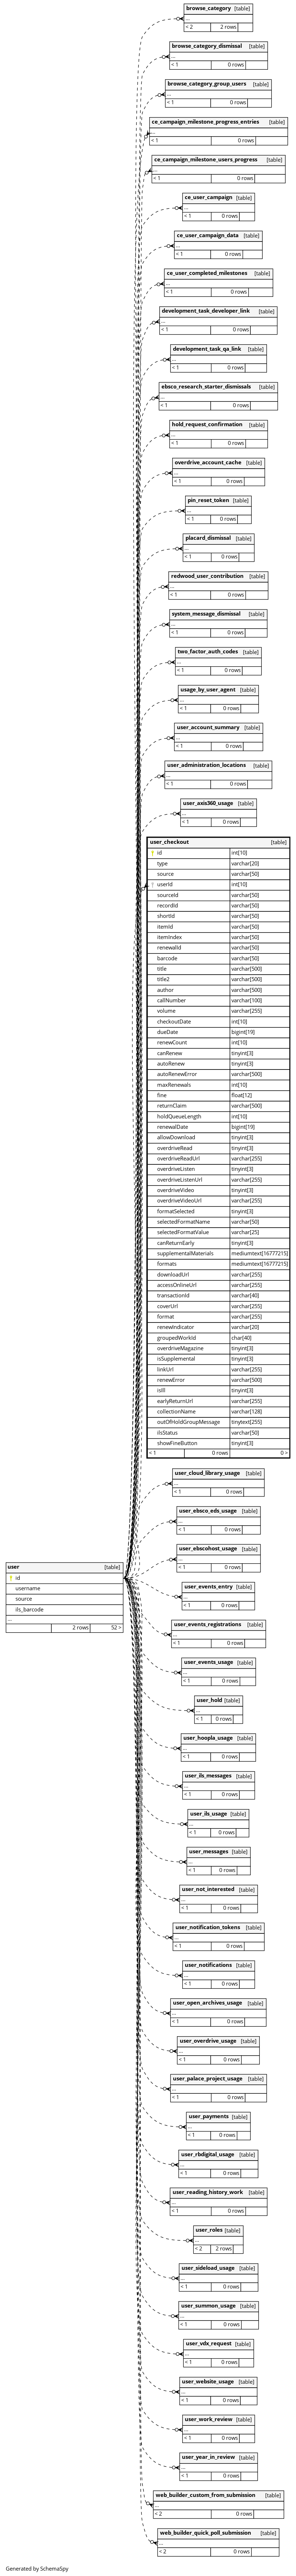 browse_category [table]
...
< 2 2 rows
browse_category_dismissal [table]
...
< 1 0 rows
browse_category_group_users [table]
...
< 1 0 rows
ce_campaign_milestone_progress_entries [table]
...
< 1 0 rows
ce_campaign_milestone_users_progress [table]
...
< 1 0 rows
ce_user_campaign [table]
...
< 1 0 rows
ce_user_campaign_data [table]
...
< 1 0 rows
ce_user_completed_milestones [table]
...
< 1 0 rows
development_task_developer_link [table]
...
< 1 0 rows
development_task_qa_link [table]
...
< 1 0 rows
ebsco_research_starter_dismissals [table]
...
< 1 0 rows
hold_request_confirmation [table]
...
< 1 0 rows
overdrive_account_cache [table]
...
< 1 0 rows
pin_reset_token [table]
...
< 1 0 rows
placard_dismissal [table]
...
< 1 0 rows
redwood_user_contribution [table]
...
< 1 0 rows
system_message_dismissal [table]
...
< 1 0 rows
two_factor_auth_codes [table]
...
< 1 0 rows
usage_by_user_agent [table]
...
< 1 0 rows
user_account_summary [table]
...
< 1 0 rows
user_administration_locations [table]
...
< 1 0 rows
user_axis360_usage [table]
...
< 1 0 rows
user_checkout [table]
id int[10]
type varchar[20]
source varchar[50]
userId int[10]
sourceId varchar[50]
recordId varchar[50]
shortId varchar[50]
itemId varchar[50]
itemIndex varchar[50]
renewalId varchar[50]
barcode varchar[50]
title varchar[500]
title2 varchar[500]
author varchar[500]
callNumber varchar[100]
volume varchar[255]
checkoutDate int[10]
dueDate bigint[19]
renewCount int[10]
canRenew tinyint[3]
autoRenew tinyint[3]
autoRenewError varchar[500]
maxRenewals int[10]
fine float[12]
returnClaim varchar[500]
holdQueueLength int[10]
renewalDate bigint[19]
allowDownload tinyint[3]
overdriveRead tinyint[3]
overdriveReadUrl varchar[255]
overdriveListen tinyint[3]
overdriveListenUrl varchar[255]
overdriveVideo tinyint[3]
overdriveVideoUrl varchar[255]
formatSelected tinyint[3]
selectedFormatName varchar[50]
selectedFormatValue varchar[25]
canReturnEarly tinyint[3]
supplementalMaterials mediumtext[16777215]
formats mediumtext[16777215]
downloadUrl varchar[255]
accessOnlineUrl varchar[255]
transactionId varchar[40]
coverUrl varchar[255]
format varchar[255]
renewIndicator varchar[20]
groupedWorkId char[40]
overdriveMagazine tinyint[3]
isSupplemental tinyint[3]
linkUrl varchar[255]
renewError varchar[500]
isIll tinyint[3]
earlyReturnUrl varchar[255]
collectionName varchar[128]
outOfHoldGroupMessage tinytext[255]
ilsStatus varchar[50]
showFineButton tinyint[3]
< 1 0 rows 0 >
user_cloud_library_usage [table]
...
< 1 0 rows
user_ebsco_eds_usage [table]
...
< 1 0 rows
user_ebscohost_usage [table]
...
< 1 0 rows
user [table]
id
username
source
ils_barcode
...
2 rows 52 >
user_events_entry [table]
...
< 1 0 rows
user_events_registrations [table]
...
< 1 0 rows
user_events_usage [table]
...
< 1 0 rows
user_hold [table]
...
< 1 0 rows
user_hoopla_usage [table]
...
< 1 0 rows
user_ils_messages [table]
...
< 1 0 rows
user_ils_usage [table]
...
< 1 0 rows
user_messages [table]
...
< 1 0 rows
user_not_interested [table]
...
< 1 0 rows
user_notification_tokens [table]
...
< 1 0 rows
user_notifications [table]
...
< 1 0 rows
user_open_archives_usage [table]
...
< 1 0 rows
user_overdrive_usage [table]
...
< 1 0 rows
user_palace_project_usage [table]
...
< 1 0 rows
user_payments [table]
...
< 1 0 rows
user_rbdigital_usage [table]
...
< 1 0 rows
user_reading_history_work [table]
...
< 1 0 rows
user_roles [table]
...
< 2 2 rows
user_sideload_usage [table]
...
< 1 0 rows
user_summon_usage [table]
...
< 1 0 rows
user_vdx_request [table]
...
< 1 0 rows
user_website_usage [table]
...
< 1 0 rows
user_work_review [table]
...
< 1 0 rows
user_year_in_review [table]
...
< 1 0 rows
web_builder_custom_from_submission [table]
...
< 2 0 rows
web_builder_quick_poll_submission [table]
...
< 2 0 rows
Generated by SchemaSpy